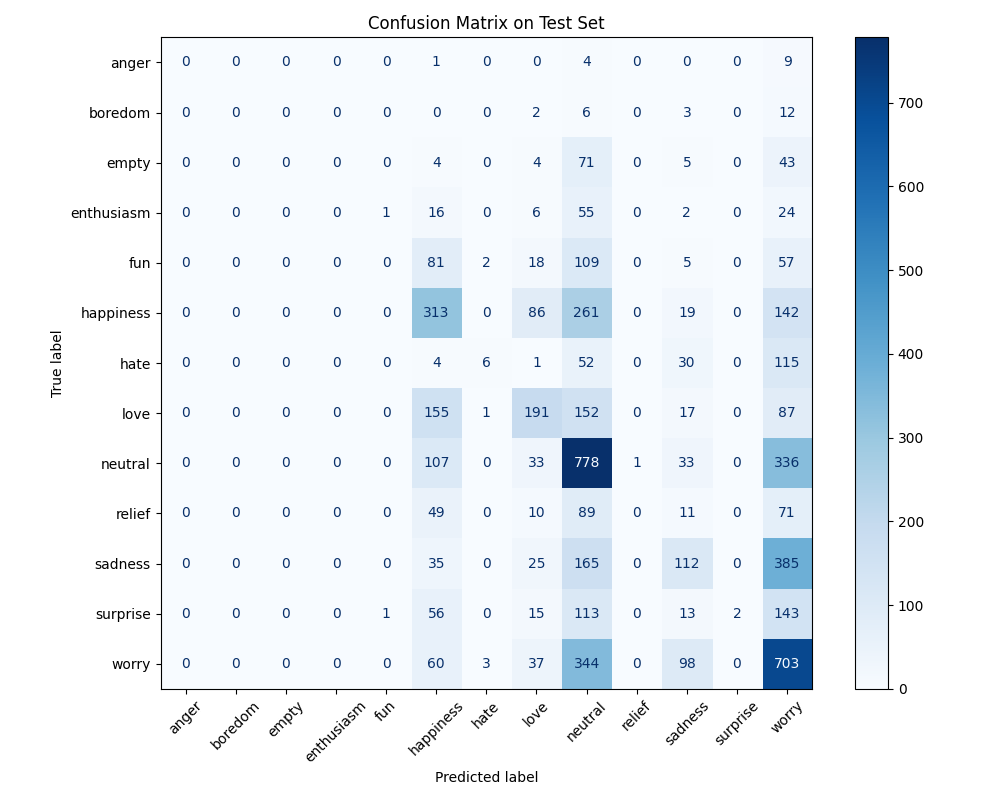 Confusion Matrix on Test Set
True label
anger 0 0 0 0 0 1 0 0 4 0 0 0 9
boredom 0 0 0 0 0 0 0 2 6 0 3 0 12
empty 0 0 0 0 0 4 0 4 71 0 5 0 43
enthusiasm 0 0 0 0 1 16 0 6 55 0 2 0 24
fun 0 0 0 0 0 81 2 18 109 0 5 0 57
happiness 0 0 0 0 0 313 0 86 261 0 19 0 142
hate 0 0 0 0 0 4 6 1 52 0 30 0 115
love 0 0 0 0 0 155 1 191 152 0 17 0 87
neutral 0 0 0 0 0 107 0 33 778 1 33 0 336
relief 0 0 0 0 0 49 0 10 89 0 11 0 71
sadness 0 0 0 0 0 35 0 25 165 0 112 0 385
surprise 0 0 0 0 1 56 0 15 113 0 13 2 143
worry 0 0 0 0 0 60 3 37 344 0 98 0 703
anger boredom empty enthusiasm fun happiness hate love neutral relief sadness surprise worry
Predicted label
700
600
500
400
300
200
100
0